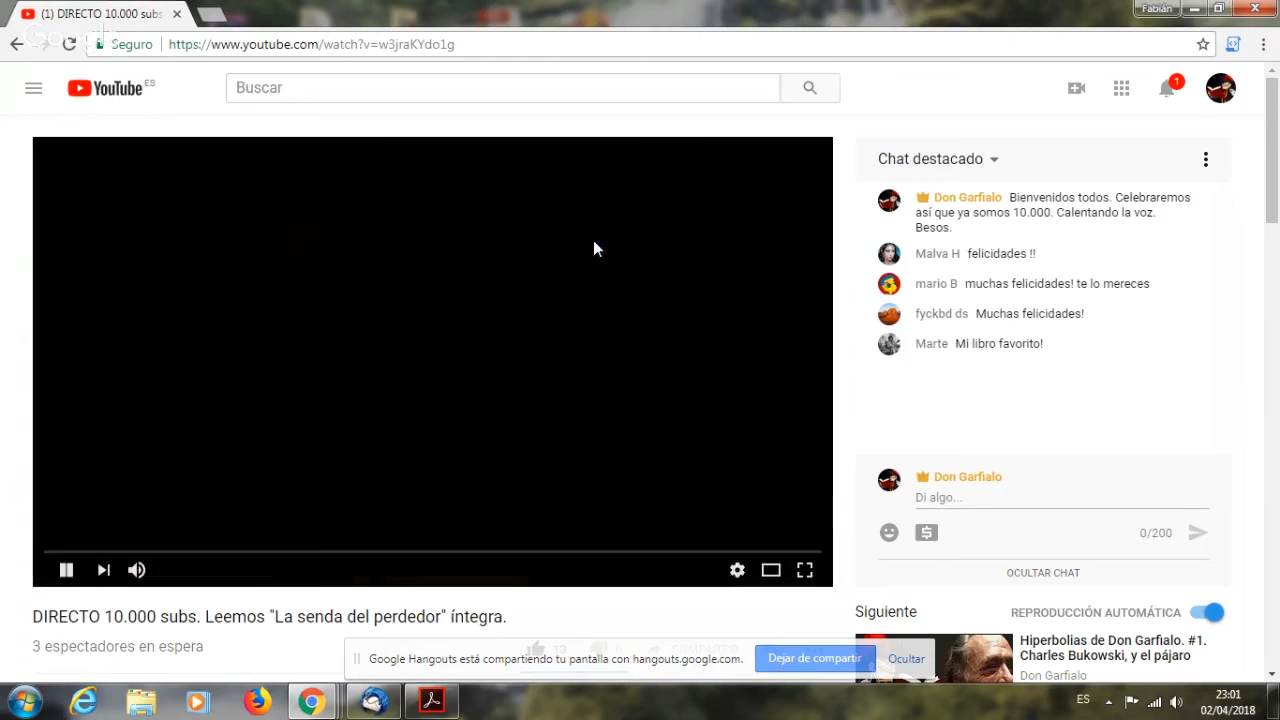 (1) DIRECTO 10.000 subs
Fabián
Seguro https://www.youtube.com/watch?v=w3jraKYdo1g
YouTube ES
Buscar
1
Chat destacado
Don Garfialo Bienvenidos todos. Celebraremos
así que ya somos 10.000. Calentando la voz.
Besos.
Malva H felicidades !!
mario B muchas felicidades! te lo mereces
fyckbd ds Muchas felicidades!
Marte Mi libro favorito!
Don Garfialo
Di algo...
0/200
OCULTAR CHAT
DIRECTO 10.000 subs. Leemos "La senda del perdedor" íntegra.
3 espectadores en espera
13
Siguiente REPRODUCCIÓN AUTOMÁTICA
Hiperbolias de Don Garfialo. #1.
Charles Bukowski, y el pájaro
Don Garfialo
Google Hangouts está compartiendo tu pantalla con hangouts.google.com.
Dejar de compartir
Ocultar
ES
23:01
02/04/2018